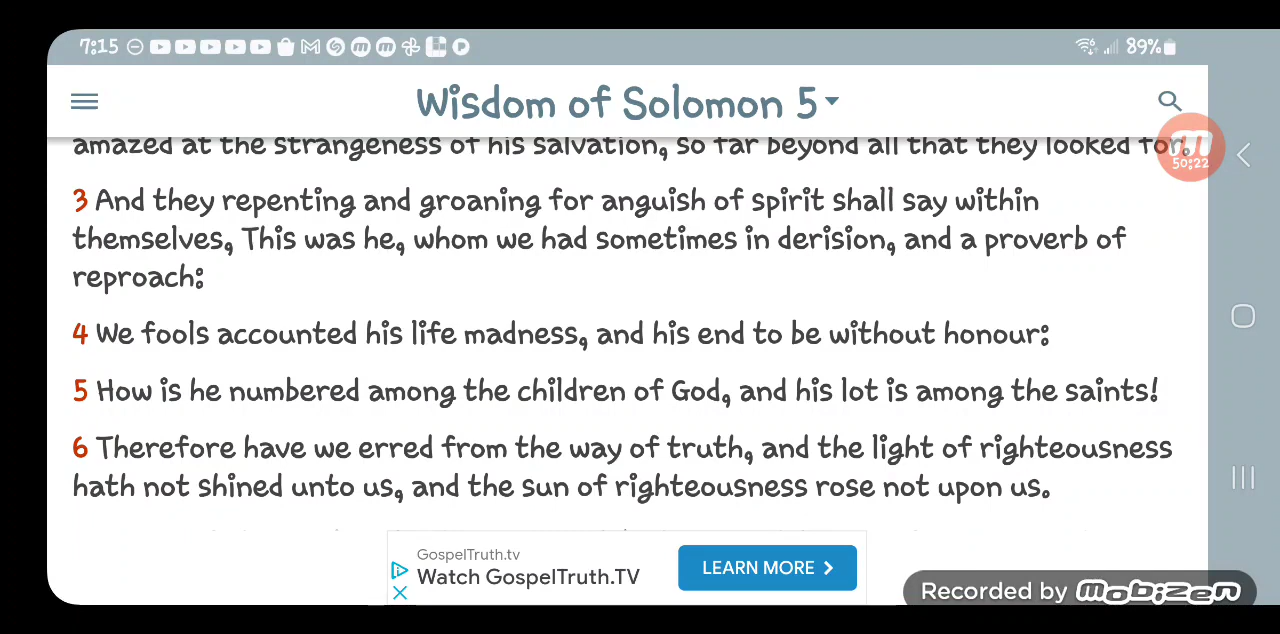 7:15
89%
Wisdom of Solomon 5
amazed at the strangeness of his salvation, so far beyond all that they looked for.
50:22
3 And they repenting and groaning for anguish of spirit shall say within
themselves, This was he, whom we had sometimes in derision, and a proverb of
reproach:
4 We fools accounted his life madness, and his end to be without honour:
5 How is he numbered among the children of God, and his lot is among the saints!
6 Therefore have we erred from the way of truth, and the light of righteousness
hath not shined unto us, and the sun of righteousness rose not upon us.
GospelTruth.tv
Watch GospelTruth.TV
LEARN MORE
Recorded by mobizen